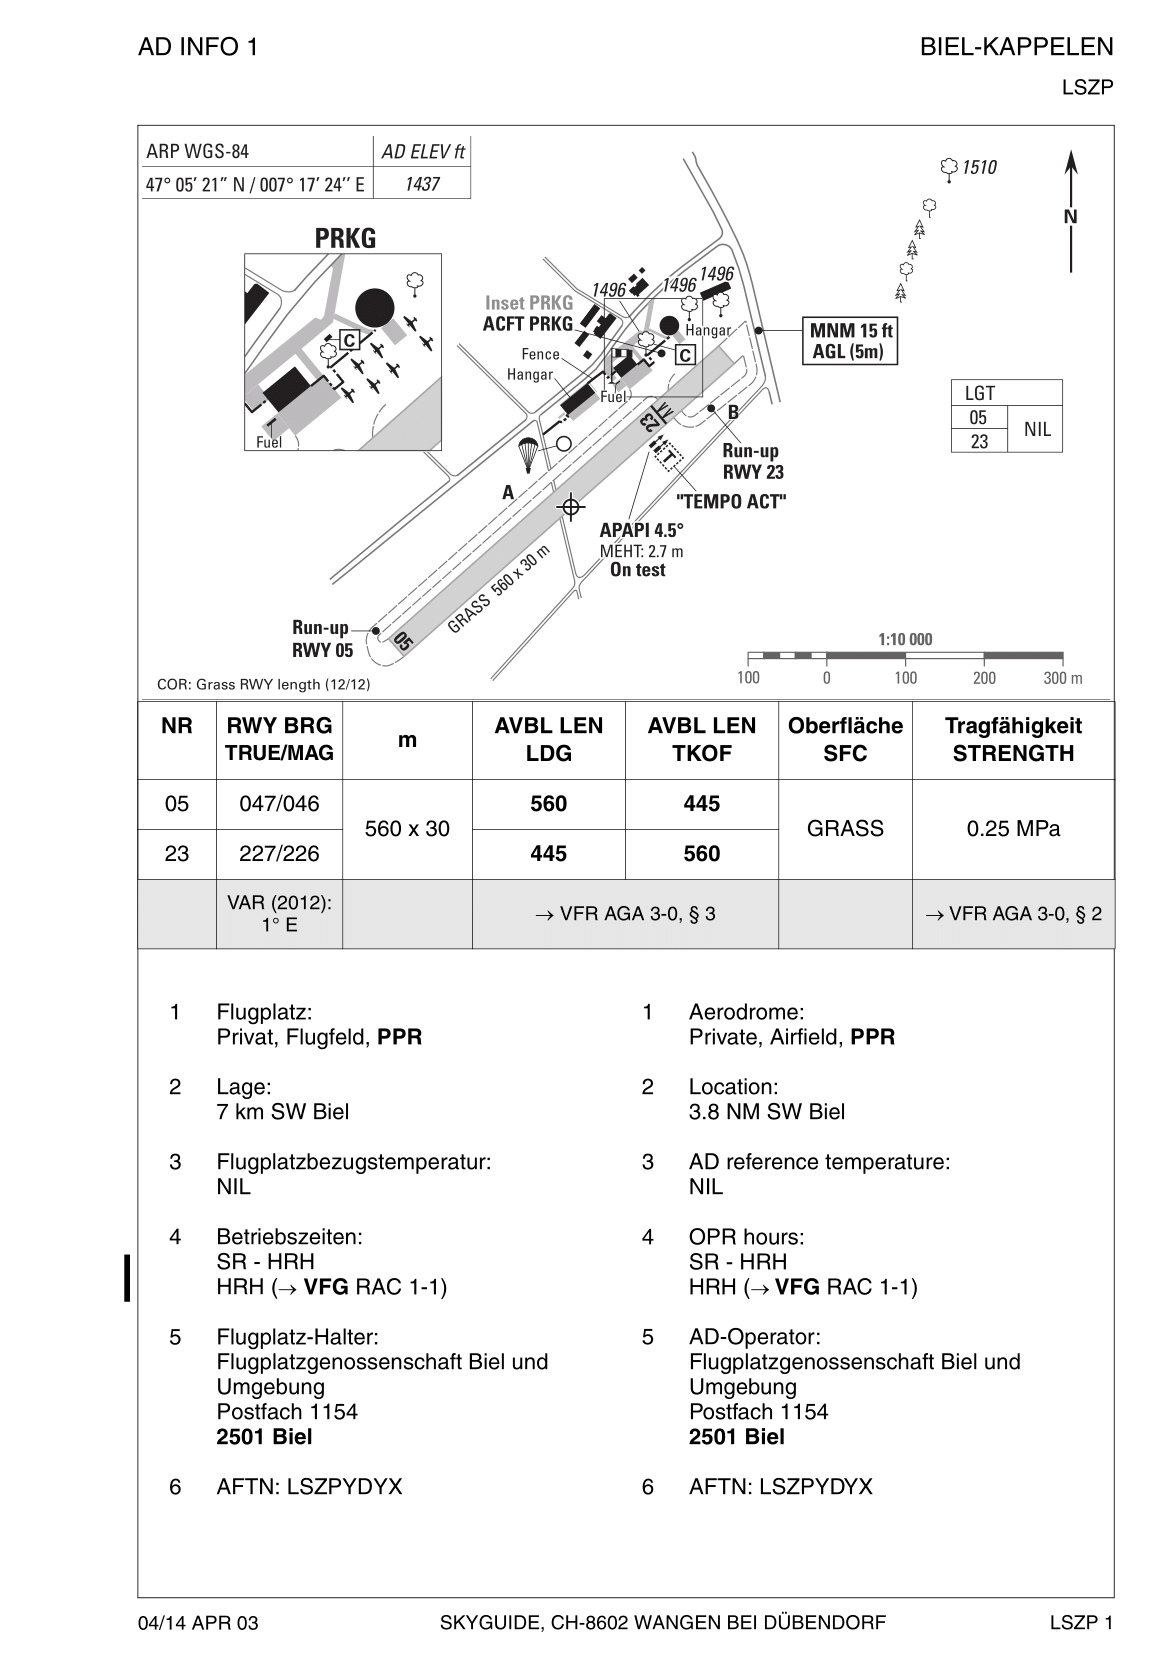 AD INFO 1
BIEL-KAPPELEN
LSZP
ARP WGS-84
AD ELEV ft
47° 05′ 21″ N / 007° 17′ 24′′ E
1437
1510
N
PRKG
C
Fuel
1496
1496
1496
Inset PRKG
ACFT PRKG
Hangar
Fence
Hangar
C
Fuel
MNM 15 ft
AGL (5m)
LGT
05
23
NIL
B
23
Run-up
RWY 23
T
"TEMPO ACT"
A
APAPI 4.5°
MEHT: 2.7 m
On test
GRASS 560 x 30 m
Run-up
RWY 05
05
1:10 000
100 0 100 200 300 m
COR: Grass RWY length (12/12)
NR
RWY BRG
TRUE/MAG
m
AVBL LEN
LDG
AVBL LEN
TKOF
Oberfläche
SFC
Tragfähigkeit
STRENGTH
05 047/046 560 445
560 x 30 GRASS 0.25 MPa
23 227/226 445 560
VAR (2012):
1° E
→ VFR AGA 3-0, § 3
→ VFR AGA 3-0, § 2
1 Flugplatz:
Privat, Flugfeld, PPR
2 Lage:
7 km SW Biel
3 Flugplatzbezugstemperatur:
NIL
4 Betriebszeiten:
SR - HRH
HRH (→ VFG RAC 1-1)
5 Flugplatz-Halter:
Flugplatzgenossenschaft Biel und
Umgebung
Postfach 1154
2501 Biel
6 AFTN: LSZPYDYX
1 Aerodrome:
Private, Airfield, PPR
2 Location:
3.8 NM SW Biel
3 AD reference temperature:
NIL
4 OPR hours:
SR - HRH
HRH (→ VFG RAC 1-1)
5 AD-Operator:
Flugplatzgenossenschaft Biel und
Umgebung
Postfach 1154
2501 Biel
6 AFTN: LSZPYDYX
04/14 APR 03
SKYGUIDE, CH-8602 WANGEN BEI DÜBENDORF
LSZP 1